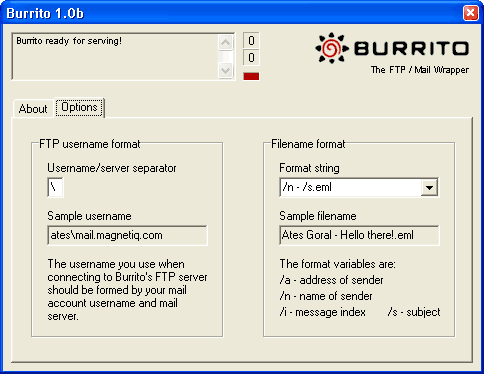 Burrito 1.0b
Burrito ready for serving!
0
0
BURRITO
The FTP / Mail Wrapper
About
Options
FTP username format
Username/server separator
\
Sample username
ates\mail.magnetiq.com
The username you use when
connecting to Burrito's FTP server
should be formed by your mail
account username and mail
server.
Filename format
Format string
/n - /s.eml
Sample filename
Ates Goral - Hello there!.eml
The format variables are:
/a - address of sender
/n - name of sender
/i - message index /s - subject